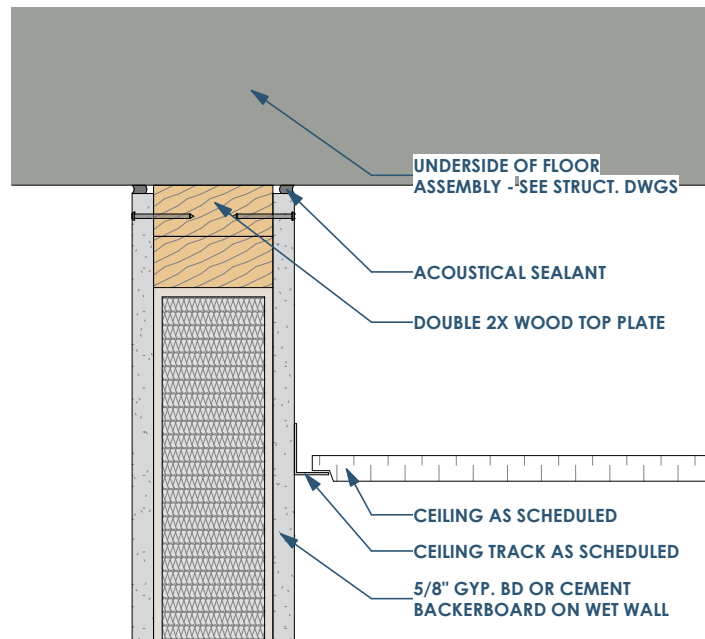 UNDERSIDE OF FLOOR
ASSEMBLY - SEE STRUCT. DWGS
ACOUSTICAL SEALANT
DOUBLE 2X WOOD TOP PLATE
CEILING AS SCHEDULED
CEILING TRACK AS SCHEDULED
5/8" GYP. BD OR CEMENT
BACKERBOARD ON WET WALL